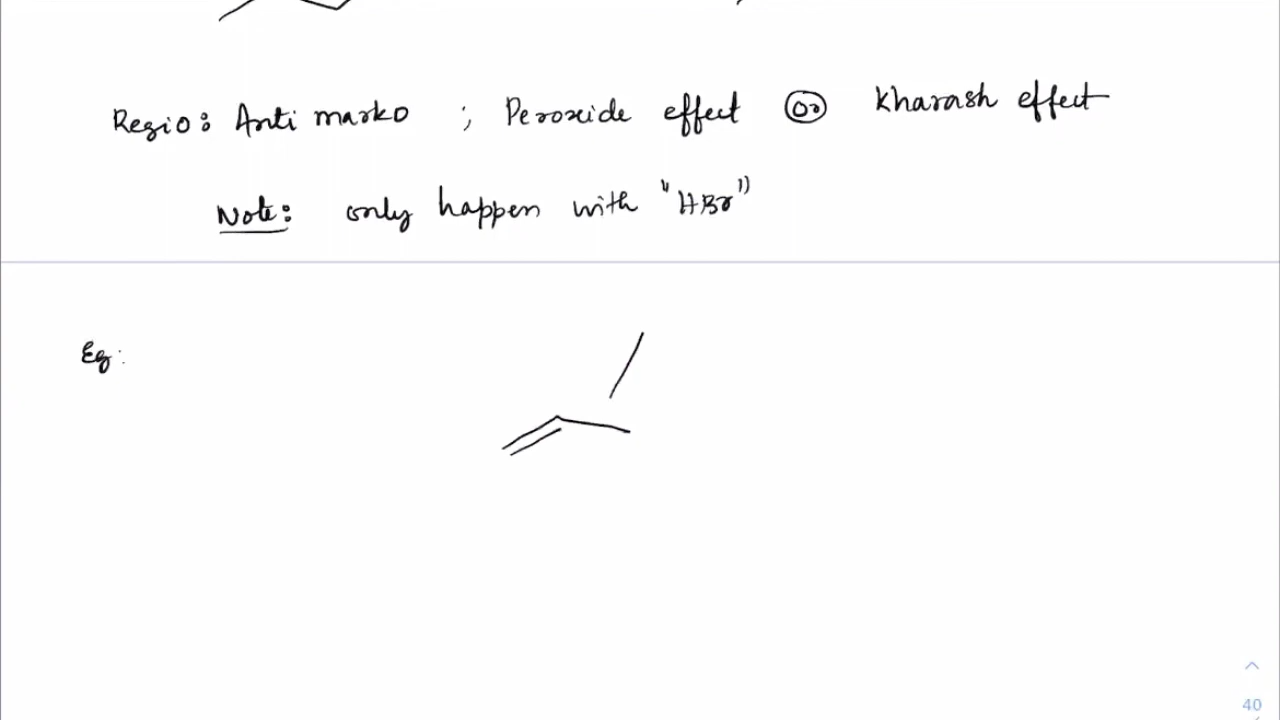 Regio: Anti marko ; Peroxide effect or Kharash effect
Note: only happen with "HBr"
Eg:
40